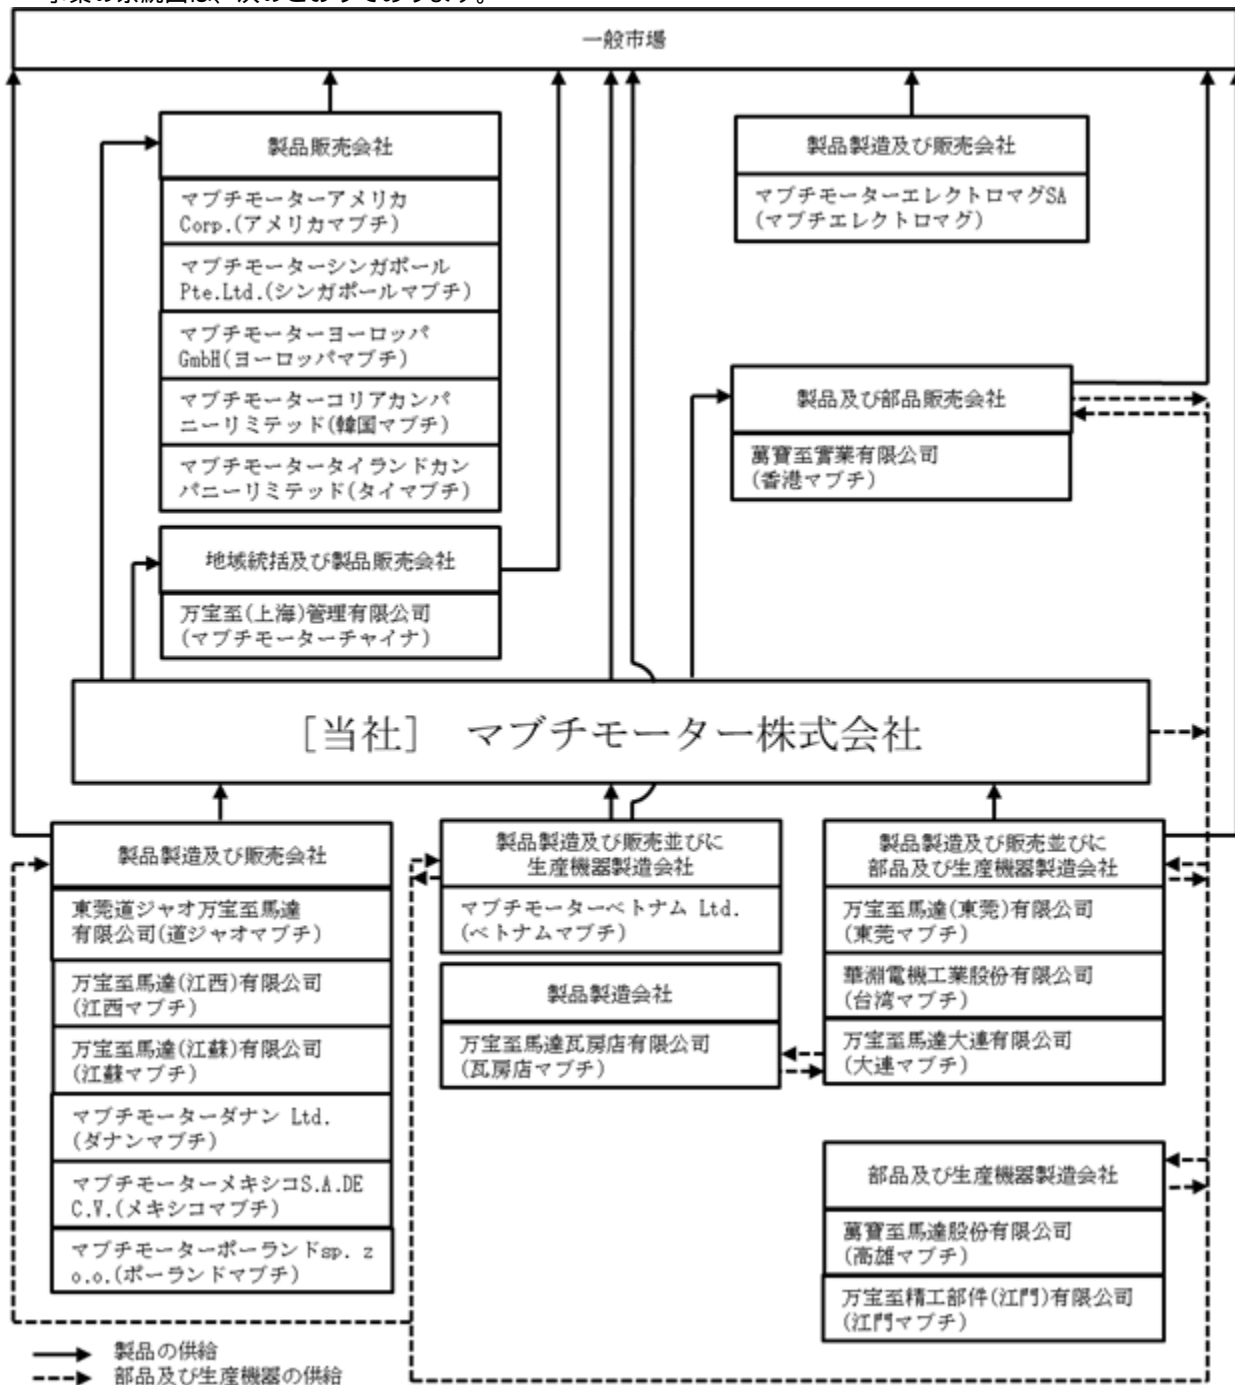 事業の系統図は、次のとおりであります。
一般市場
製品販売会社
マブチモーターアメリカ
Corp.(アメリカマブチ)
マブチモーターシンガポール
Pte.Ltd.(シンガポールマブチ)
マブチモーターヨーロッパ
GmbH(ヨーロッパマブチ)
マブチモーターコリアカンパ
ニーリミテッド(韓国マブチ)
マブチモータータイランドカン
パニーリミテッド(タイマブチ)
地域統括及び製品販売会社
万宝至(上海)管理有限公司
(マブチモーターチャイナ)
製品製造及び販売会社
マブチモーターエレクトロマグSA
(マブチエレクトロマグ)
製品及び部品販売会社
萬寶至實業有限公司
(香港マブチ)
[当社] マブチモーター株式会社
製品製造及び販売会社
東莞道ジャオ万宝至馬達
有限公司(道ジャオマブチ)
万宝至馬達(江西)有限公司
(江西マブチ)
万宝至馬達(江蘇)有限公司
(江蘇マブチ)
マブチモーターダナン Ltd.
(ダナンマブチ)
マブチモーターメキシコS.A.DE
C.V.(メキシコマブチ)
マブチモーターポーランドsp. z
o.o.(ポーランドマブチ)
製品製造及び販売並びに
生産機器製造会社
マブチモーターベトナム Ltd.
(ベトナムマブチ)
製品製造会社
万宝至馬達瓦房店有限公司
(瓦房店マブチ)
製品製造及び販売並びに
部品及び生産機器製造会社
万宝至馬達(東莞)有限公司
(東莞マブチ)
華淵電機工業股份有限公司
(台湾マブチ)
万宝至馬達大連有限公司
(大連マブチ)
部品及び生産機器製造会社
萬寶至馬達股份有限公司
(高雄マブチ)
万宝至精工部件(江門)有限公司
(江門マブチ)
製品の供給
部品及び生産機器の供給